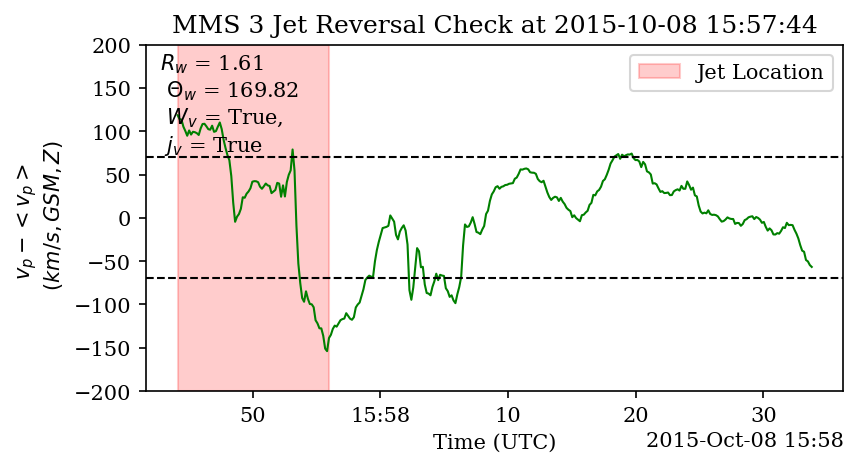 MMS 3 Jet Reversal Check at 2015-10-08 15:57:44
200
150
100
50
0
−50
−100
−150
−200
v_p − < v_p >
(km/s, GSM, Z)
R_w = 1.61
Θ_w = 169.82
W_v = True,
j_v = True
Jet Location
50
15:58
10
20
30
Time (UTC)
2015-Oct-08 15:58